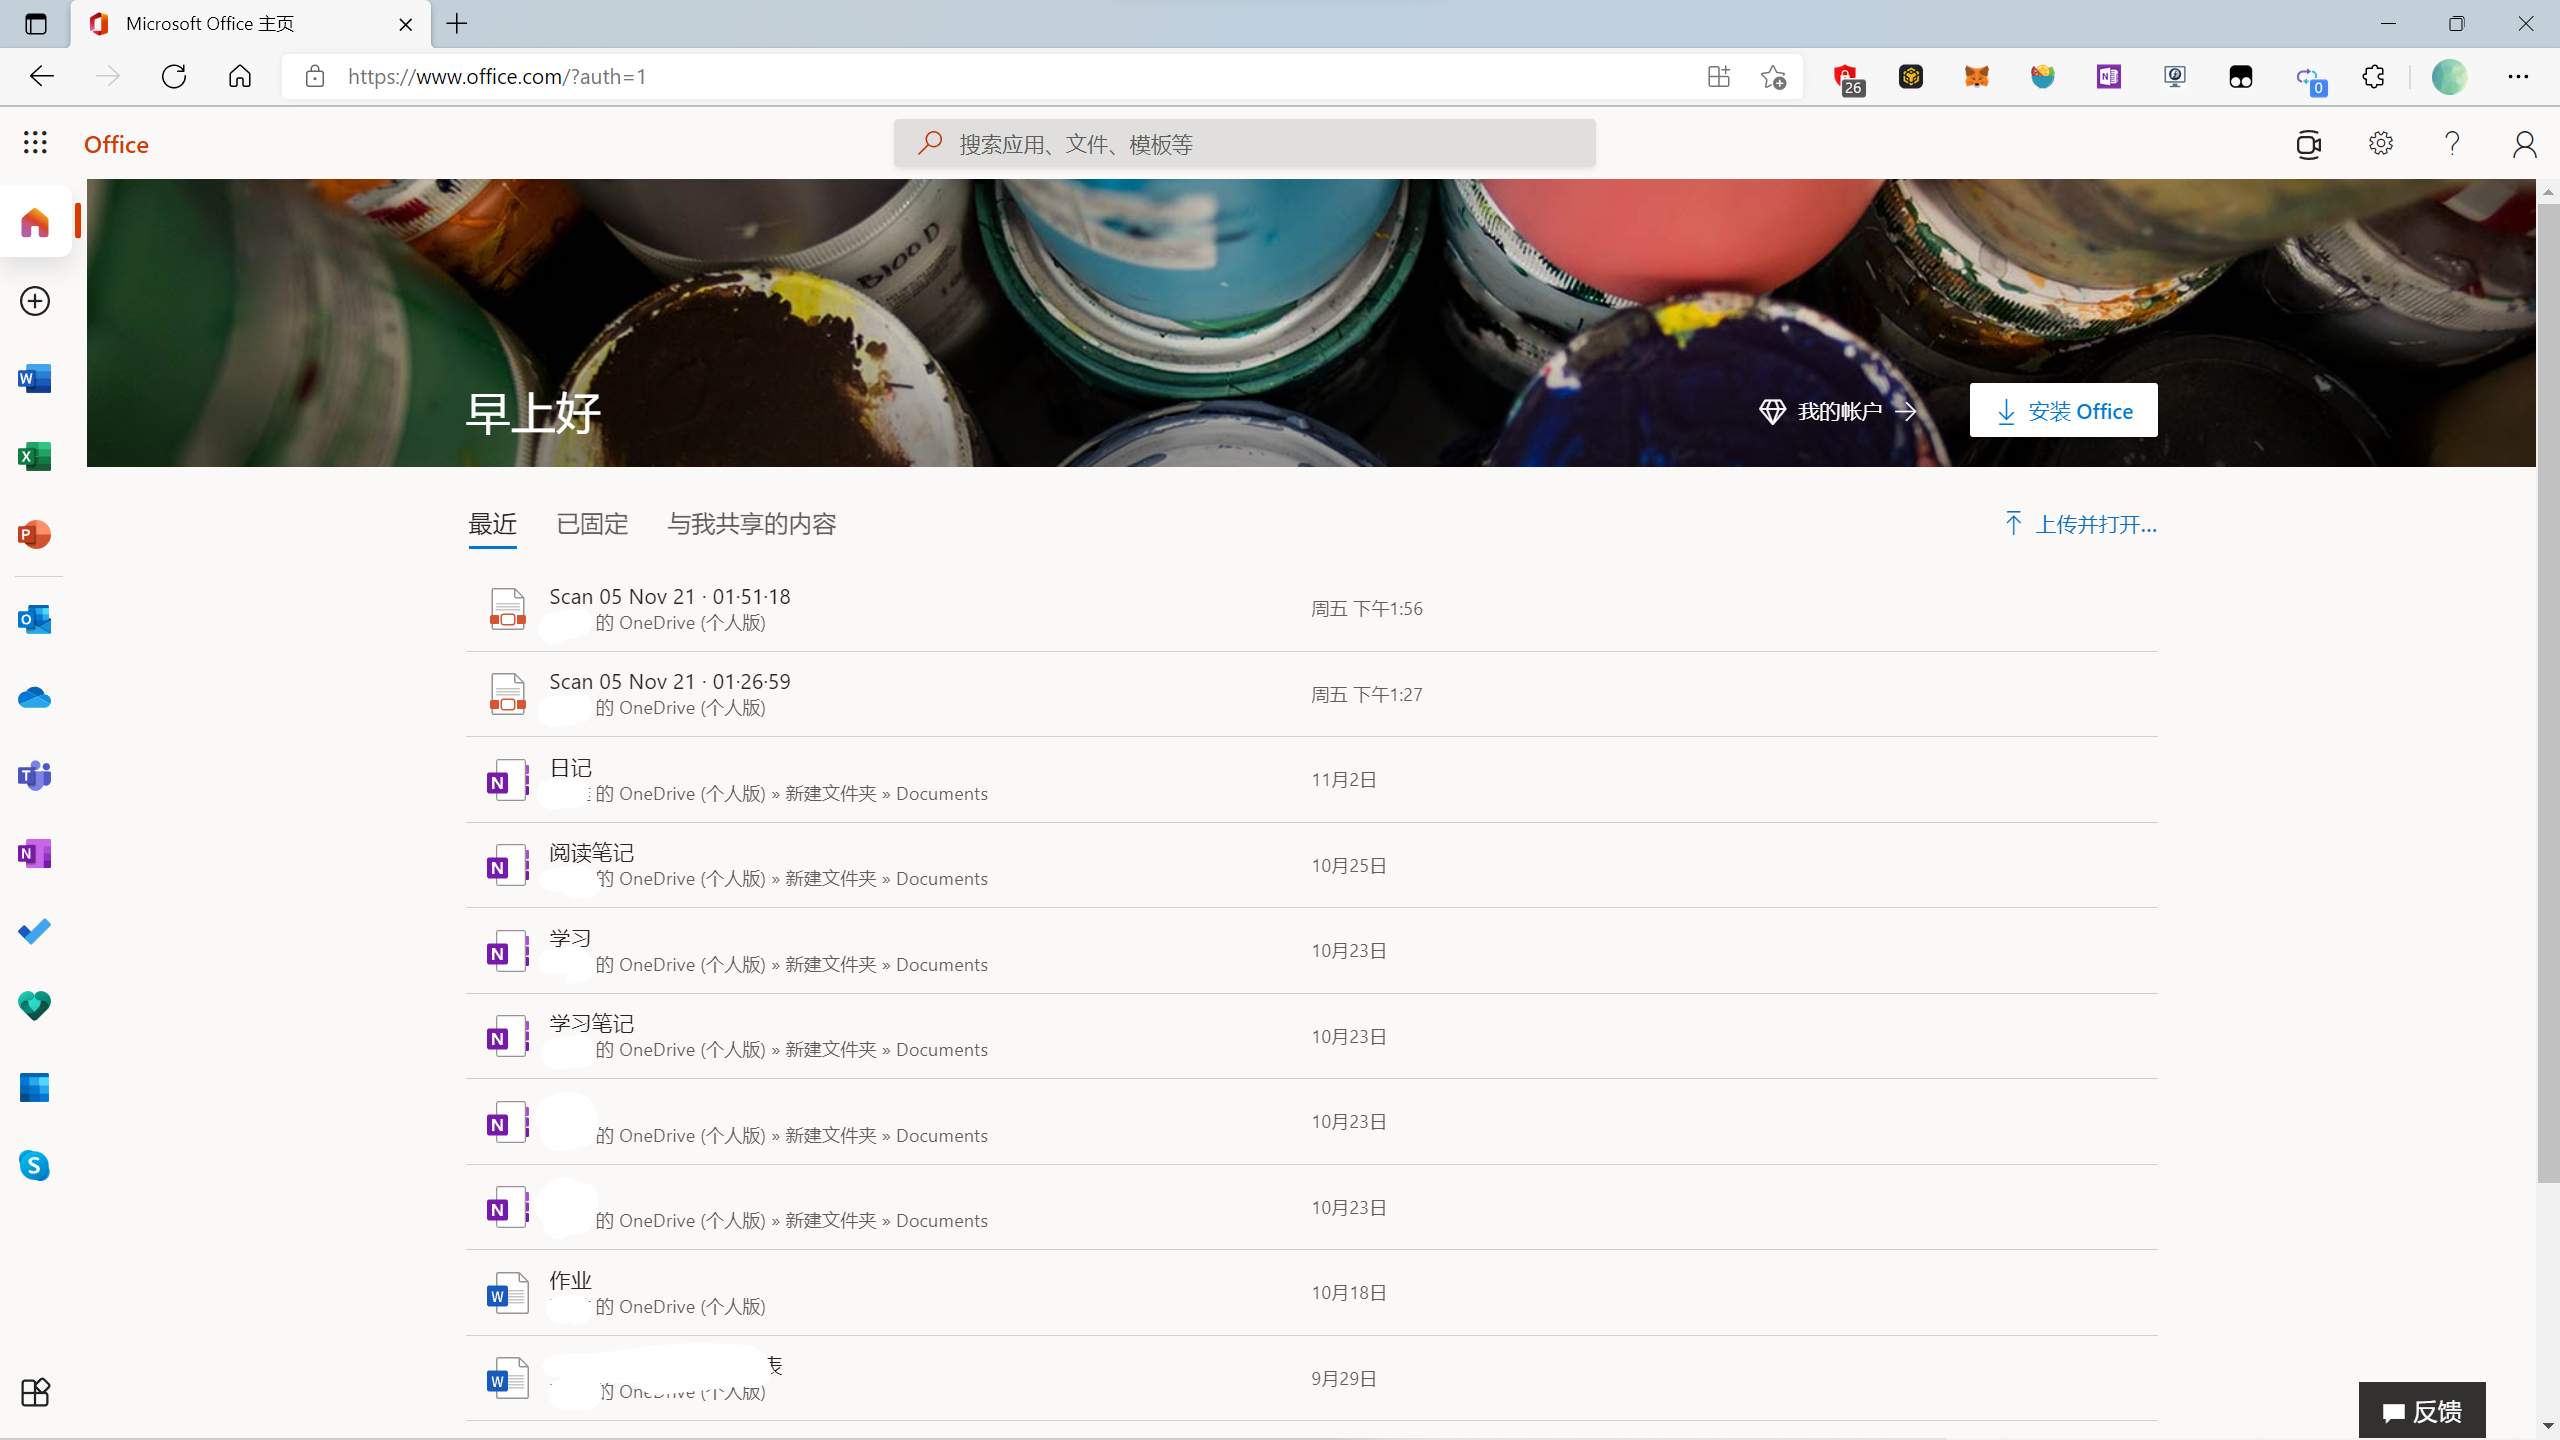 Microsoft Office 主页
https://www.office.com/?auth=1
26
0
Office
搜索应用、文件、模板等
BLOOD
早上好
我的帐户
安装 Office
最近 已固定 与我共享的内容
上传并打开...
Scan 05 Nov 21 · 01·51·18
的 OneDrive (个人版)
周五 下午1:56
Scan 05 Nov 21 · 01·26·59
的 OneDrive (个人版)
周五 下午1:27
日记
的 OneDrive (个人版) » 新建文件夹 » Documents
11月2日
阅读笔记
的 OneDrive (个人版) » 新建文件夹 » Documents
10月25日
学习
的 OneDrive (个人版) » 新建文件夹 » Documents
10月23日
学习笔记
的 OneDrive (个人版) » 新建文件夹 » Documents
10月23日
的 OneDrive (个人版) » 新建文件夹 » Documents
10月23日
的 OneDrive (个人版) » 新建文件夹 » Documents
10月23日
作业
的 OneDrive (个人版)
10月18日
表
的 OneDrive (个人版)
9月29日
反馈